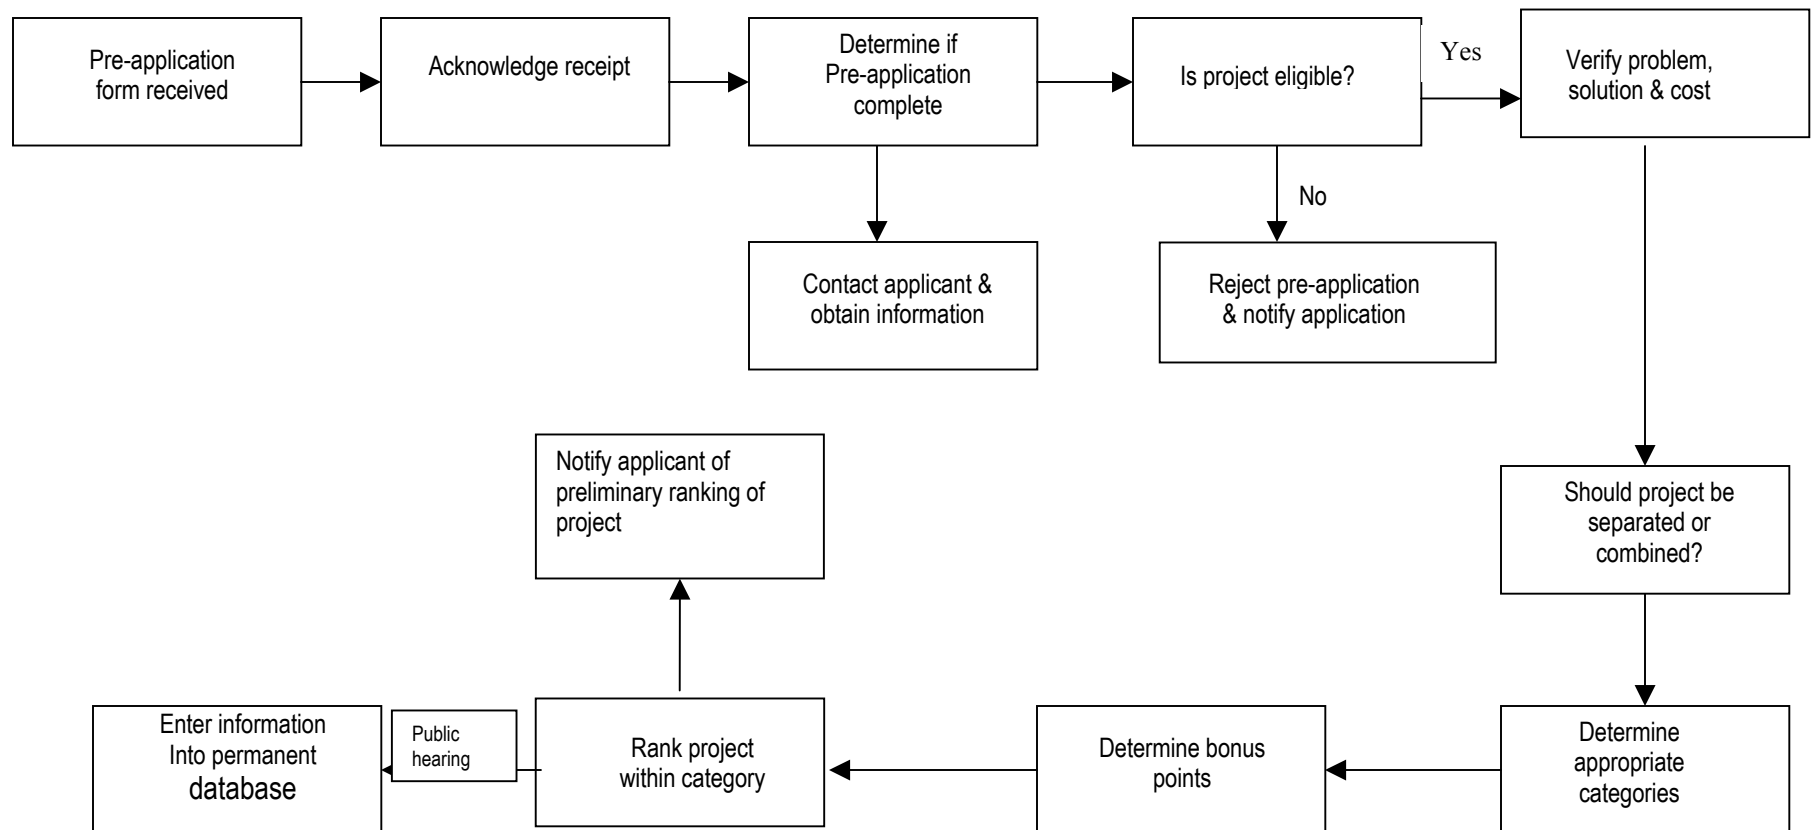 Pre-application
form received
Acknowledge receipt
Determine if
Pre-application
complete
Is project eligible?
Yes
Verify problem,
solution & cost
No
Contact applicant &
obtain information
Reject pre-application
& notify application
Should project be
separated or
combined?
Determine
appropriate
categories
Determine bonus
points
Rank project
within category
Notify applicant of
preliminary ranking of
project
Public
hearing
Enter information
Into permanent
database